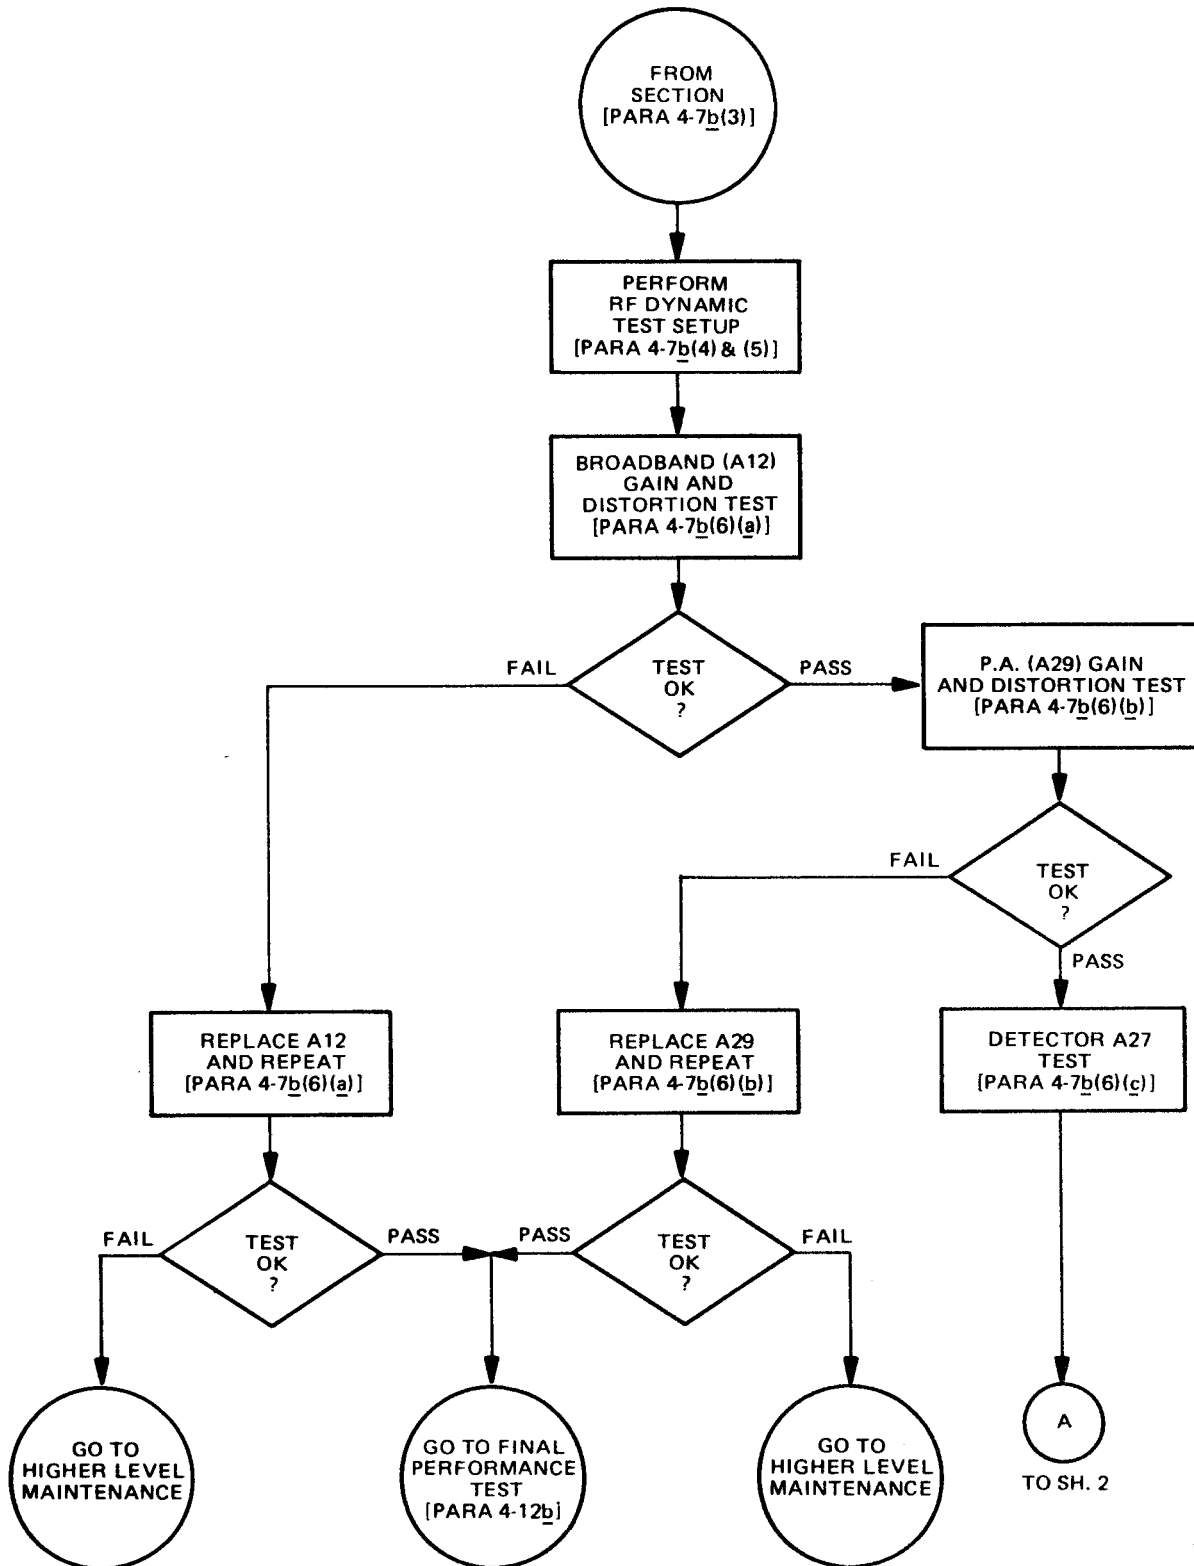 FROM
SECTION
[PARA 4-7b(3)]
PERFORM
RF DYNAMIC
TEST SETUP
[PARA 4-7b(4) & (5)]
BROADBAND (A12)
GAIN AND
DISTORTION TEST
[PARA 4-7b(6)(a)]
FAIL
TEST
OK
?
PASS
P.A. (A29) GAIN
AND DISTORTION TEST
[PARA 4-7b(6)(b)]
FAIL
TEST
OK
?
PASS
REPLACE A12
AND REPEAT
[PARA 4-7b(6)(a)]
REPLACE A29
AND REPEAT
[PARA 4-7b(6)(b)]
DETECTOR A27
TEST
[PARA 4-7b(6)(c)]
FAIL
TEST
OK
?
PASS
PASS
TEST
OK
?
FAIL
GO TO
HIGHER LEVEL
MAINTENANCE
GO TO FINAL
PERFORMANCE
TEST
[PARA 4-12b]
GO TO
HIGHER LEVEL
MAINTENANCE
A
TO SH. 2